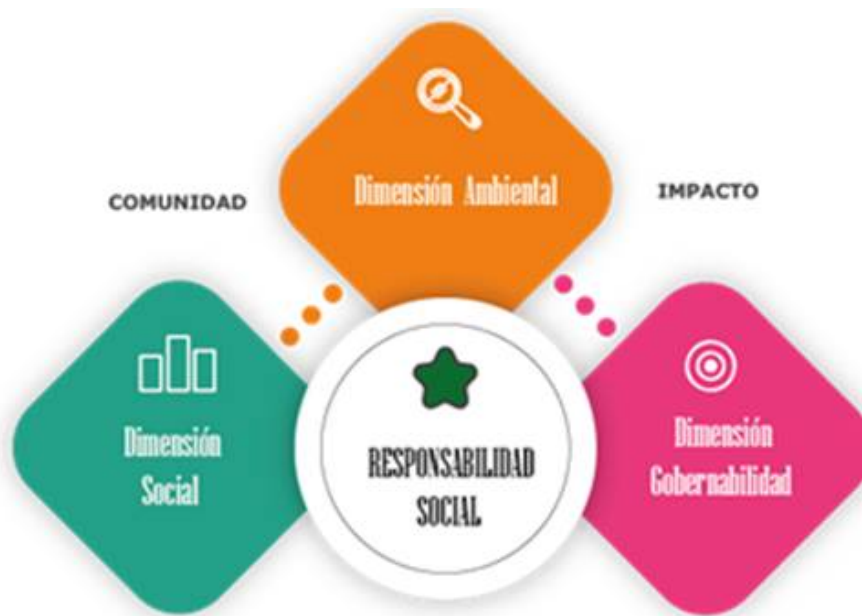 Dimensión Ambiental
COMUNIDAD
IMPACTO
Dimensión
Social
RESPONSABILIDAD
SOCIAL
Dimensión
Gobernabilidad